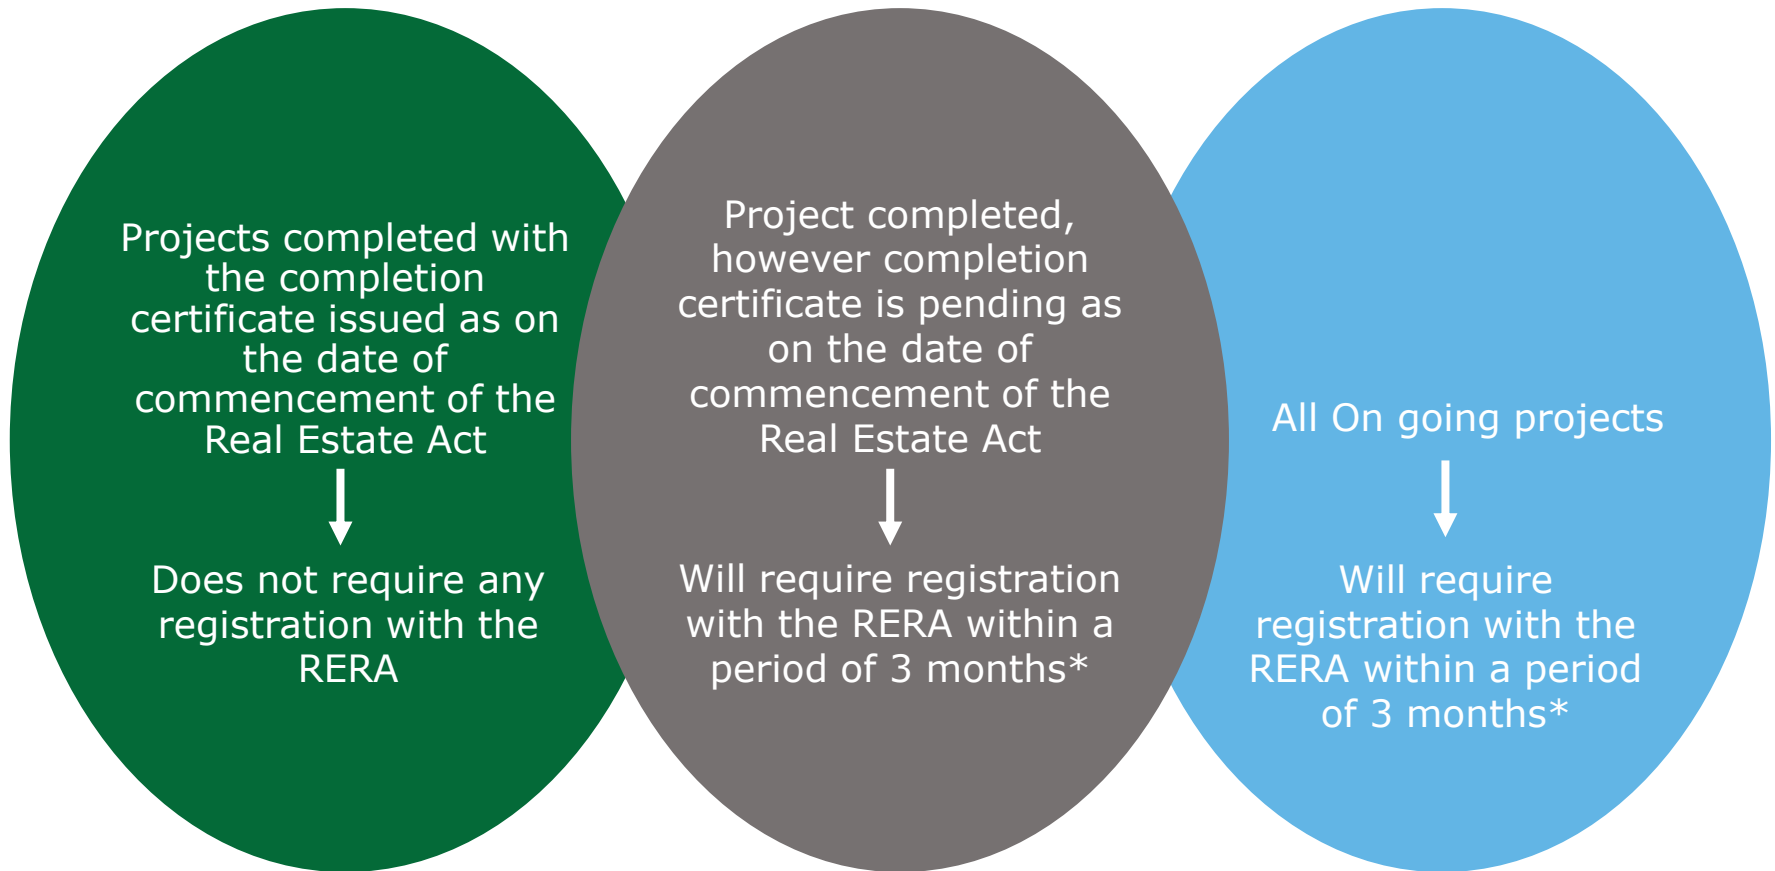 Projects completed with
the completion
certificate issued as on
the date of
commencement of the
Real Estate Act
Does not require any
registration with the
RERA
Project completed,
however completion
certificate is pending as
on the date of
commencement of the
Real Estate Act
Will require registration
with the RERA within a
period of 3 months*
All On going projects
Will require
registration with the
RERA within a period
of 3 months*